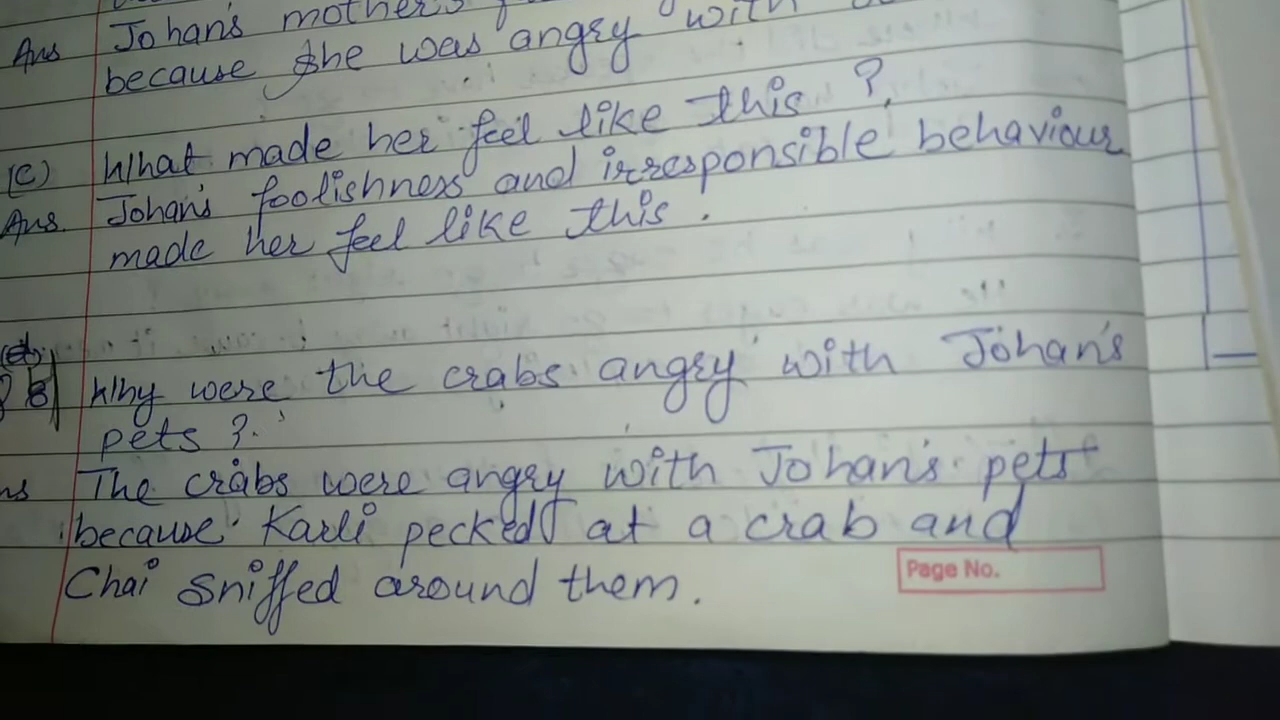 Ans Johan's mother's
because she was angry with
(c) What made her feel like this ?
Ans. Johan's foolishness and irresponsible behaviour
made her feel like this.
B) Why were the crabs angry with Johan's
pets ?
ns The crabs were angry with Johan's pets
because Karli pecked at a crab and
Chai sniffed around them.
Page No.